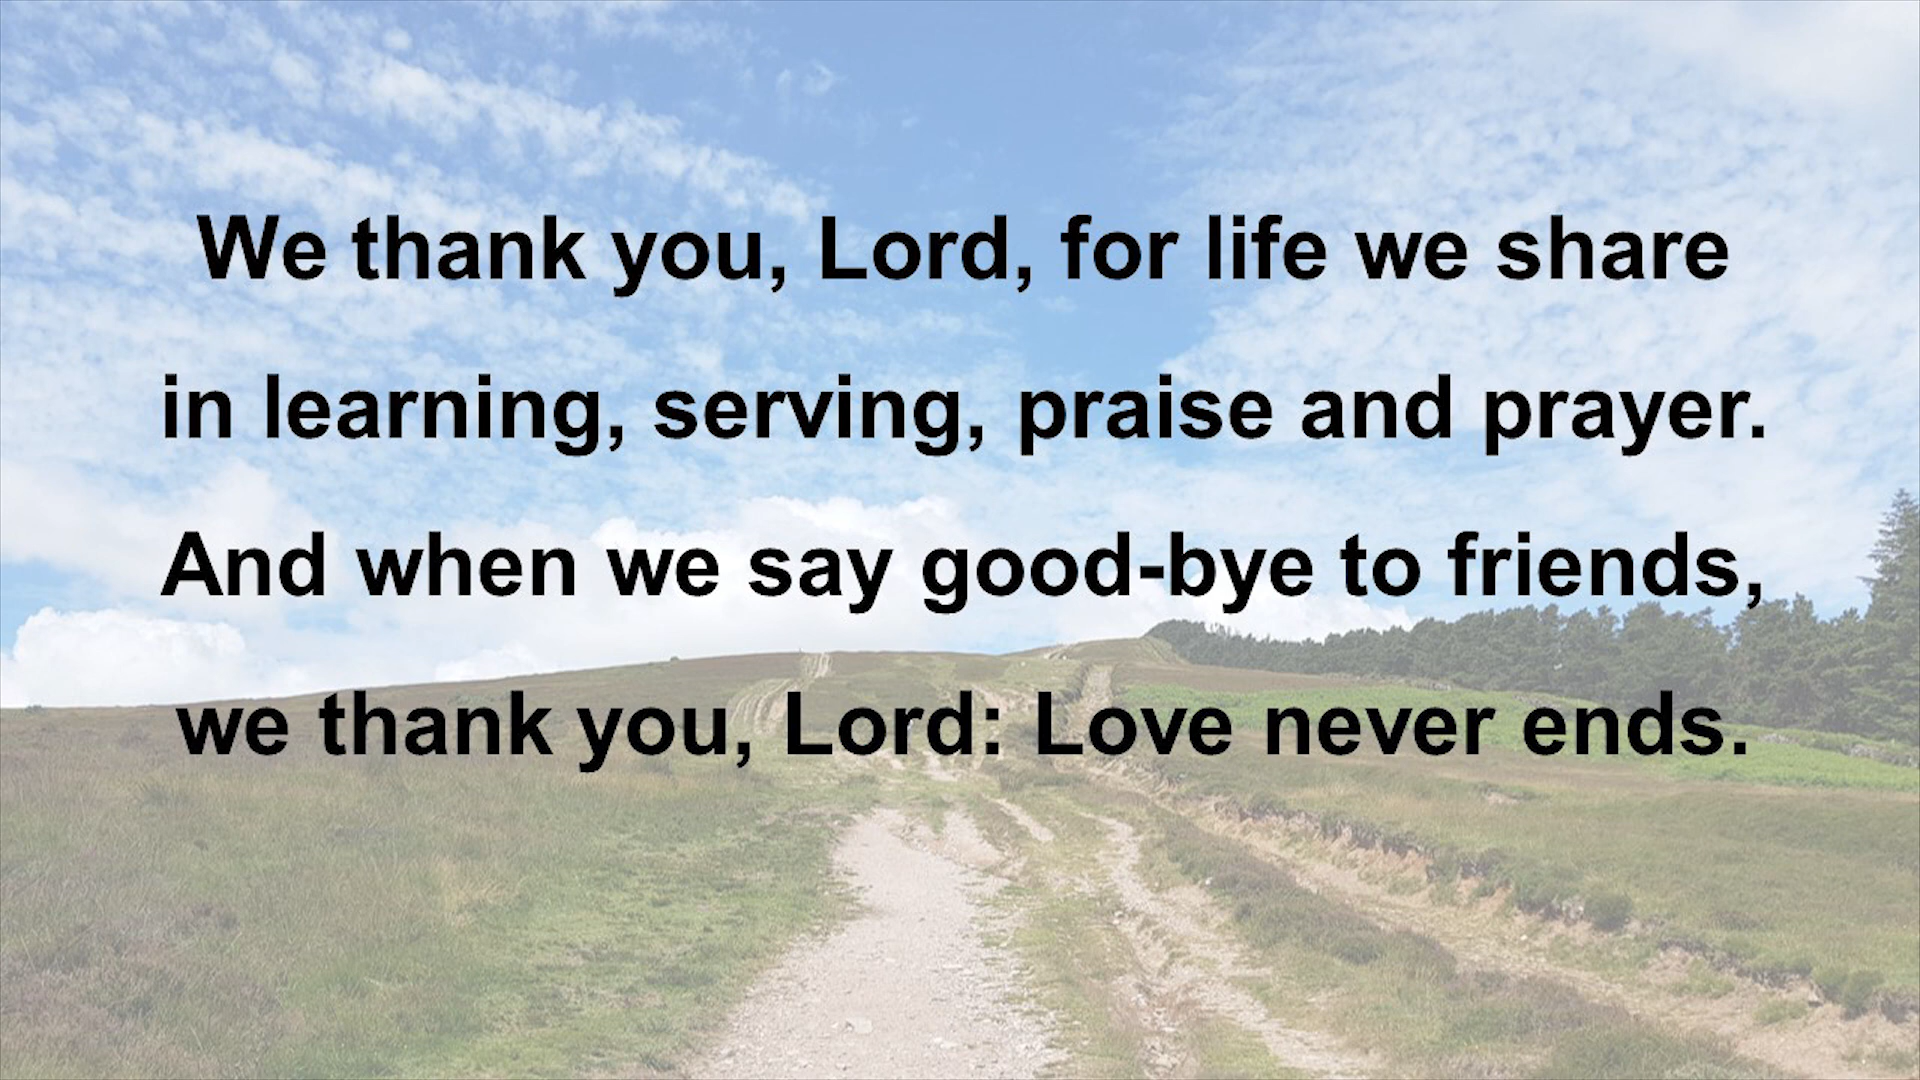 We thank you, Lord, for life we share
in learning, serving, praise and prayer.
And when we say good-bye to friends,
we thank you, Lord: Love never ends.